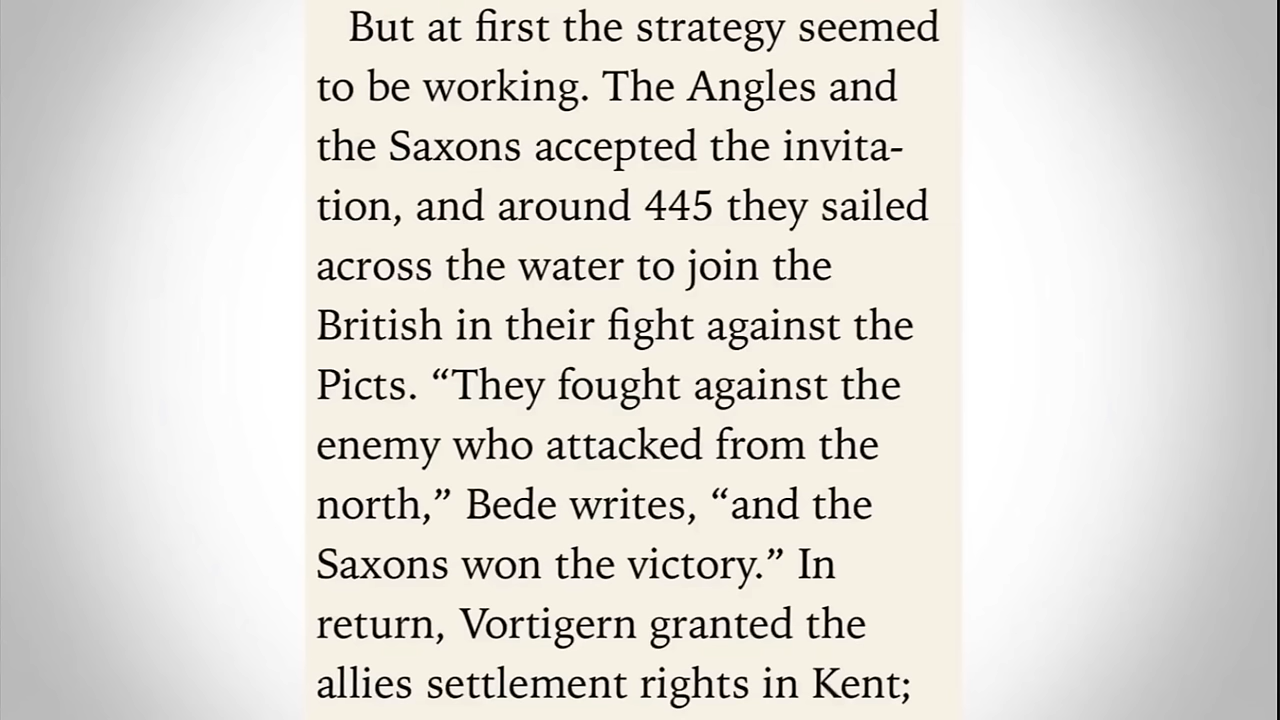 But at first the strategy seemed
to be working. The Angles and
the Saxons accepted the invita-
tion, and around 445 they sailed
across the water to join the
British in their fight against the
Picts. “They fought against the
enemy who attacked from the
north,” Bede writes, “and the
Saxons won the victory.” In
return, Vortigern granted the
allies settlement rights in Kent;